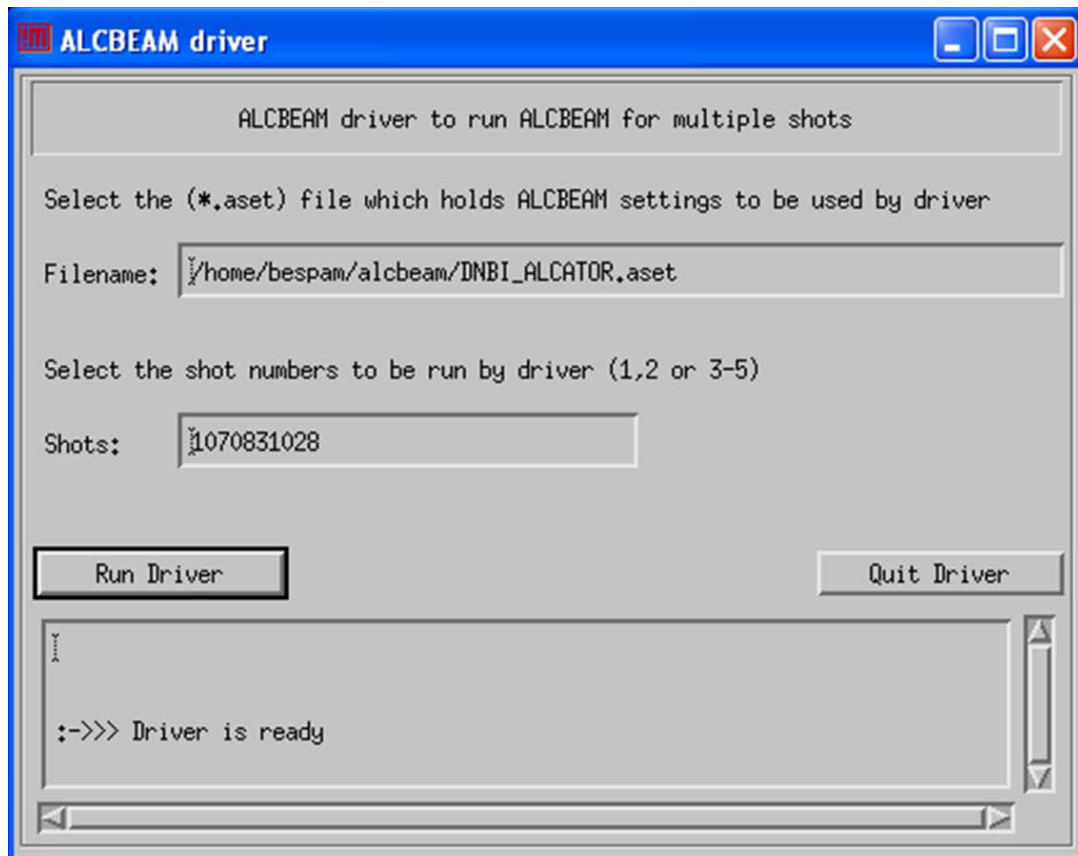 ALCBEAM driver
ALCBEAM driver to run ALCBEAM for multiple shots
Select the (*.aset) file which holds ALCBEAM settings to be used by driver
Filename: /home/bespam/alcbeam/DNBI_ALCATOR.aset
Select the shot numbers to be run by driver (1,2 or 3-5)
Shots: 1070831028
Run Driver Quit Driver
:->>> Driver is ready